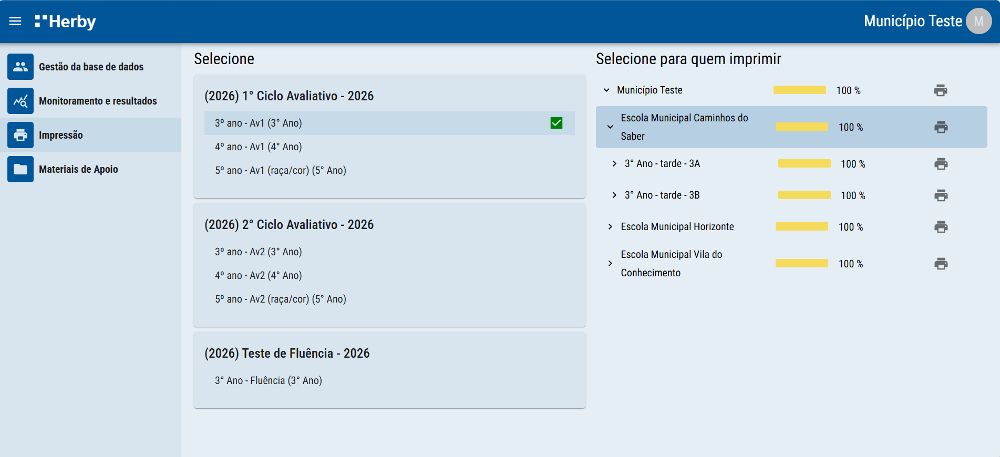 Herby
Município Teste
M
Gestão da base de dados
Monitoramento e resultados
Impressão
Materiais de Apoio
Selecione
(2026) 1° Ciclo Avaliativo - 2026
3º ano - Av1 (3° Ano)
4º ano - Av1 (4° Ano)
5º ano - Av1 (raça/cor) (5° Ano)
(2026) 2° Ciclo Avaliativo - 2026
3º ano - Av2 (3° Ano)
4º ano - Av2 (4° Ano)
5º ano - Av2 (raça/cor) (5° Ano)
(2026) Teste de Fluência - 2026
3° Ano - Fluência (3° Ano)
Selecione para quem imprimir
Município Teste 100 %
Escola Municipal Caminhos do
Saber 100 %
3° Ano - tarde - 3A 100 %
3° Ano - tarde - 3B 100 %
Escola Municipal Horizonte 100 %
Escola Municipal Vila do
Conhecimento 100 %